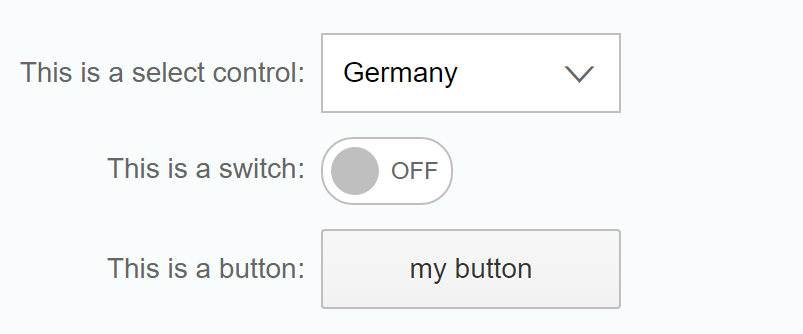 This is a select control: Germany
This is a switch: OFF
This is a button: my button